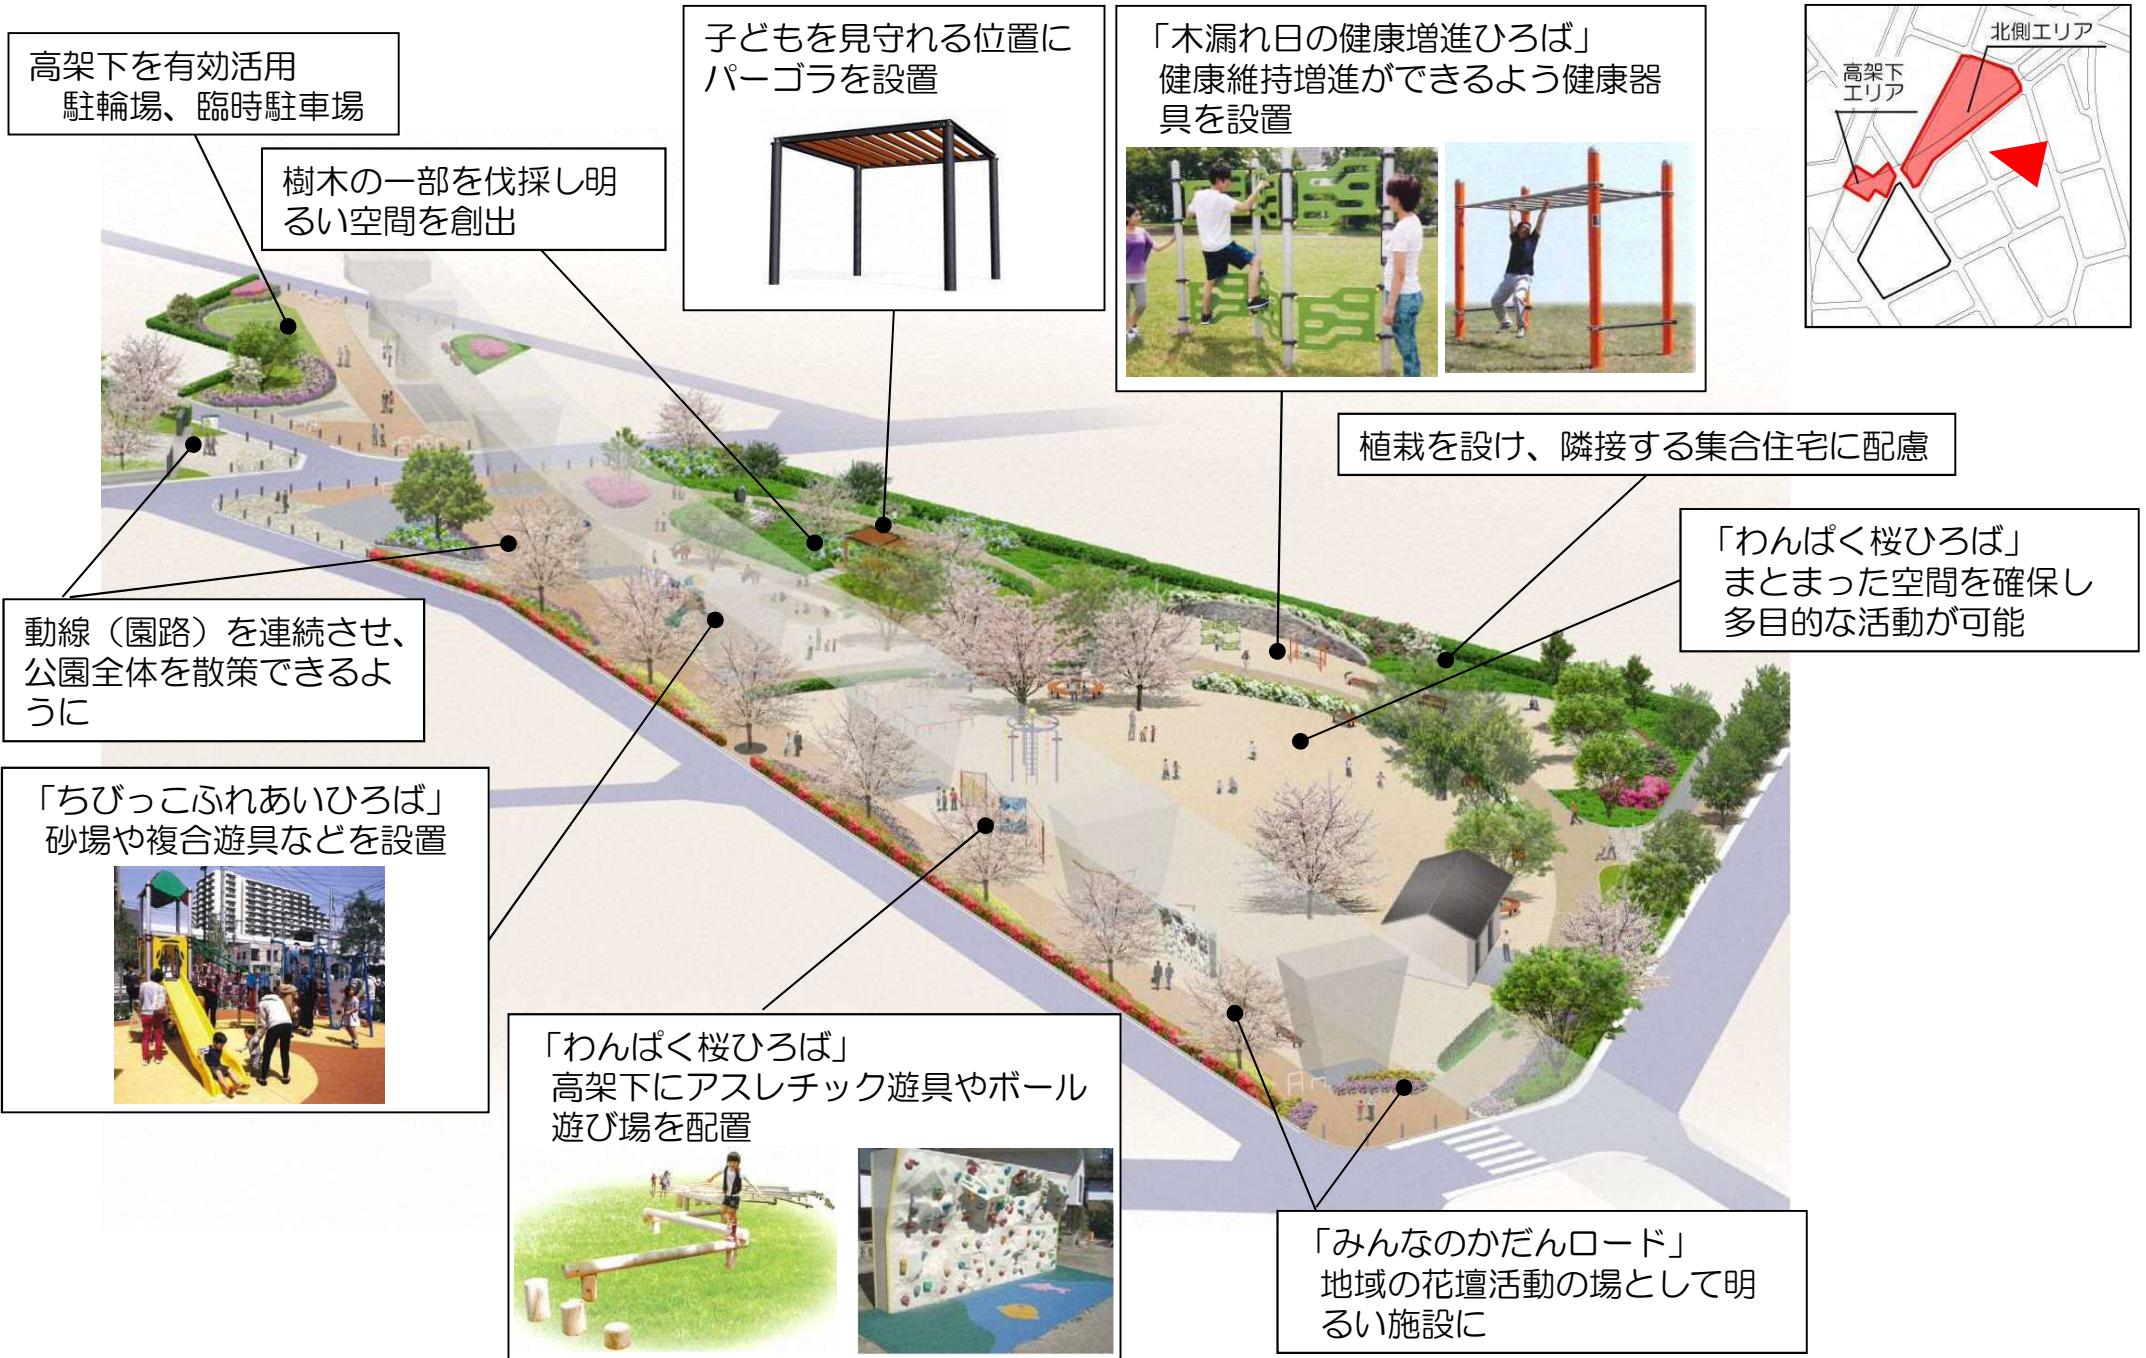 高架下を有効活用
駐輪場、臨時駐車場
樹木の一部を伐採し明
るい空間を創出
子どもを見守れる位置に
パーゴラを設置
「木漏れ日の健康増進ひろば」
健康維持増進ができるよう健康器
具を設置
北側エリア
高架下
エリア
植栽を設け、隣接する集合住宅に配慮
「わんぱく桜ひろば」
まとまった空間を確保し
多目的な活動が可能
動線（園路）を連続させ、
公園全体を散策できるよ
うに
「ちびっこふれあいひろば」
砂場や複合遊具などを設置
「わんぱく桜ひろば」
高架下にアスレチック遊具やボール
遊び場を配置
「みんなのかだんロード」
地域の花壇活動の場として明
るい施設に